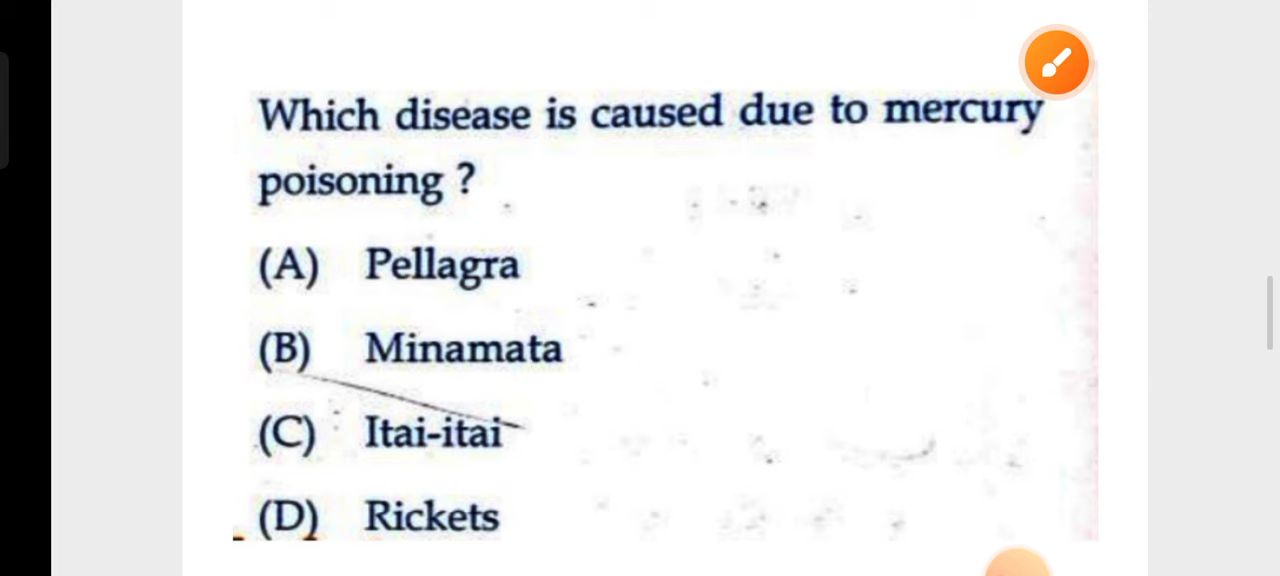 Which disease is caused due to mercury
poisoning ?
(A) Pellagra
(B) Minamata
(C) Itai-itai
(D) Rickets